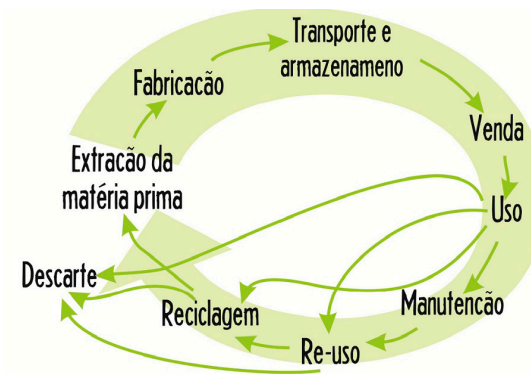 Transporte e
armazenameno
Fabricacão
Venda
Extracão da
matéria prima
Uso
Descarte
Manutencão
Reciclagem
Re-uso